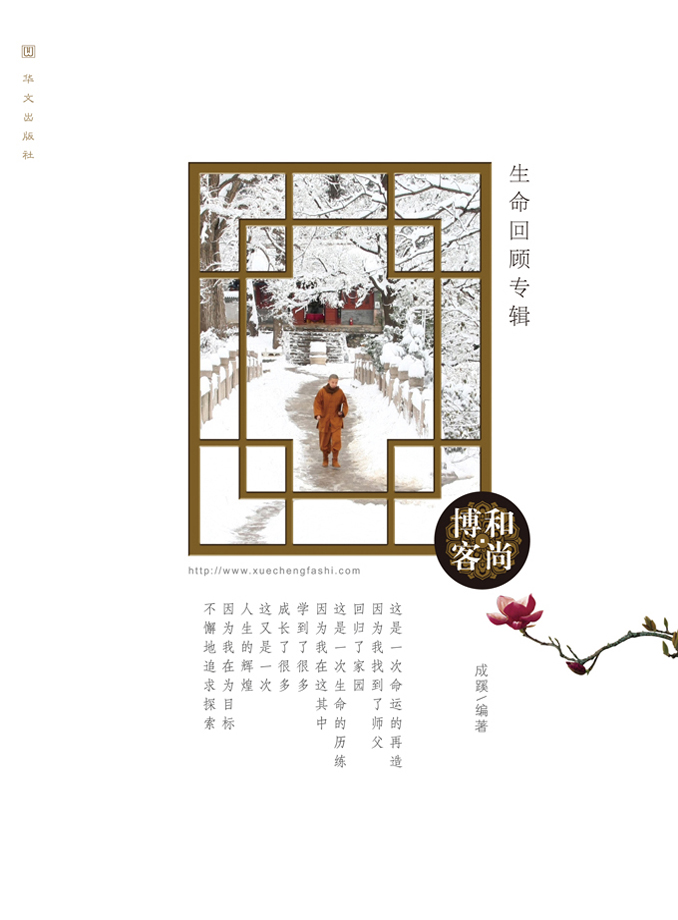 华文出版社
生命回顾专辑
和尚
博客
http://www.xuechengfashi.com
这是一次命运的再造
因为我找到了师父
回归了家园
这是一次生命的历练
因为我在这其中
学到了很多
成长了很多
这又是一次
人生的辉煌
因为我在为目标
不懈地追求探索
成蹊/编著